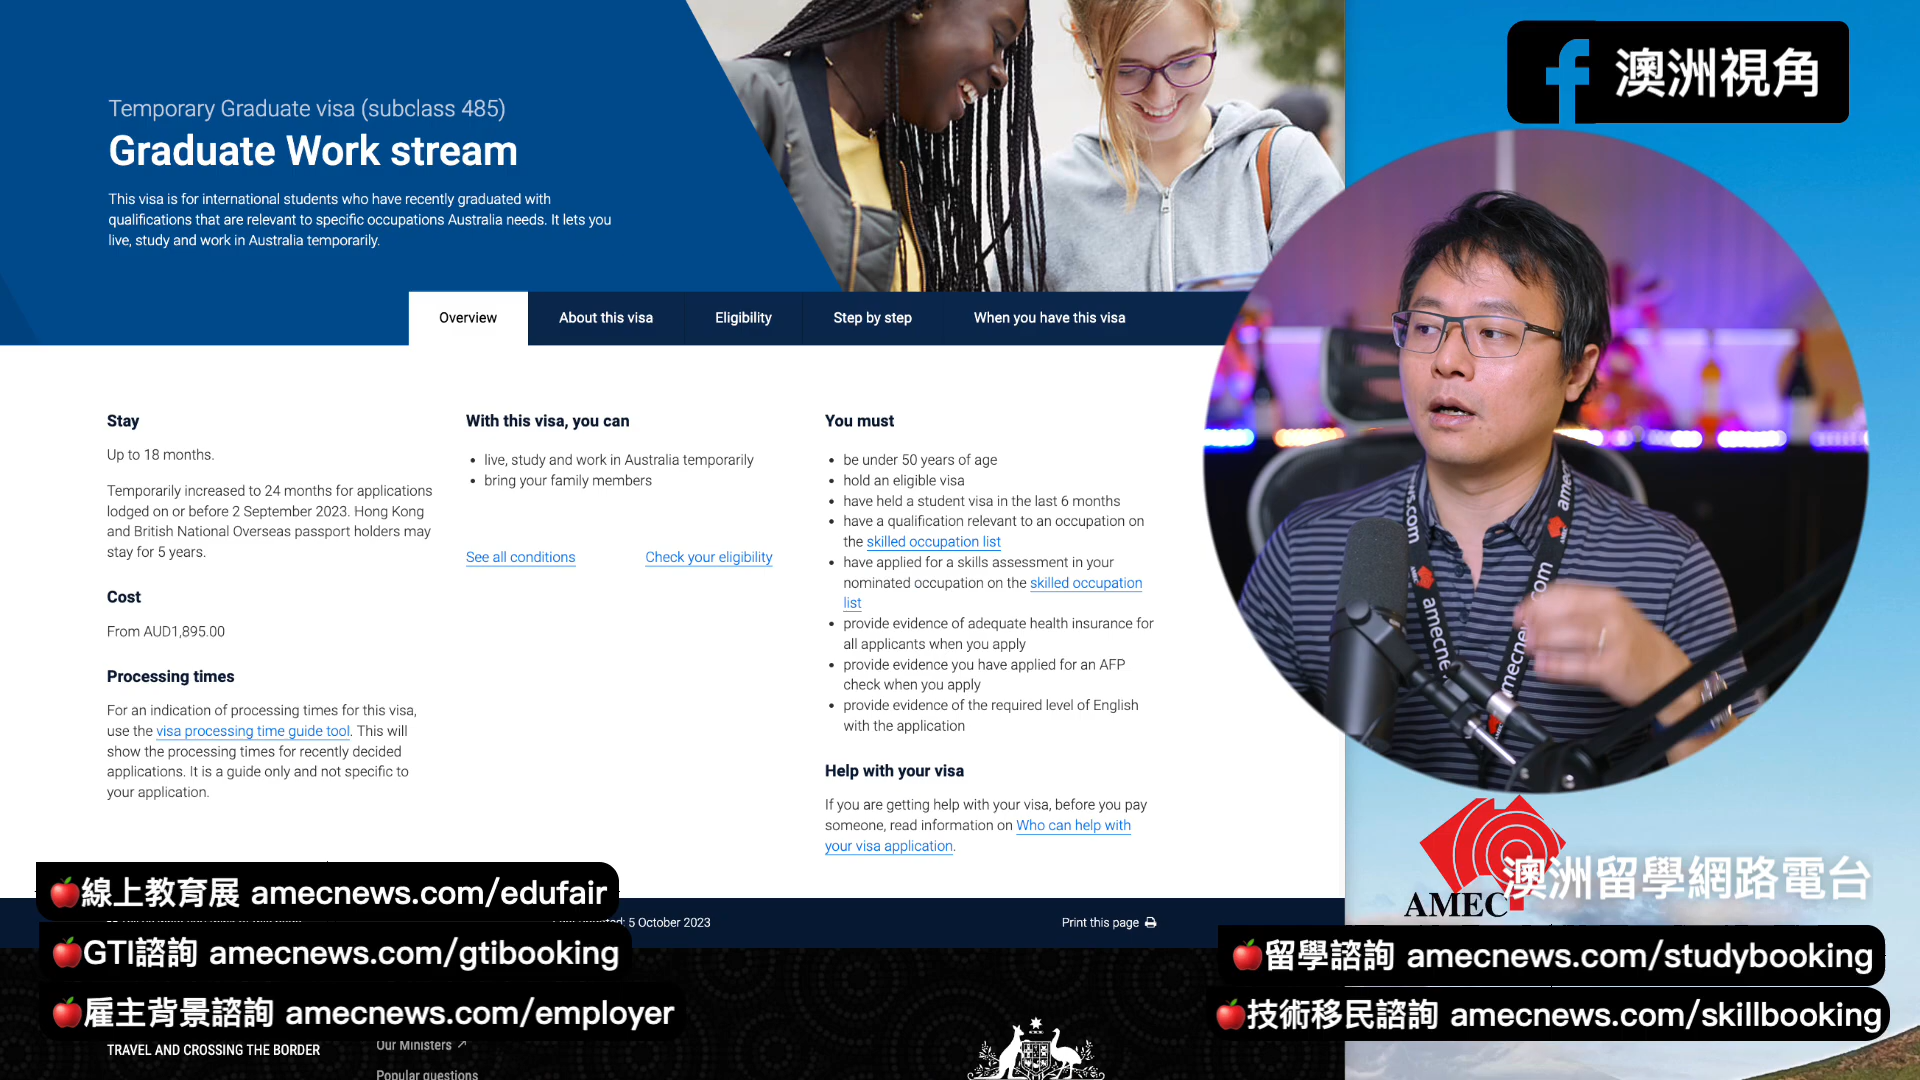 Temporary Graduate visa (subclass 485)
Graduate Work stream
This visa is for international students who have recently graduated with
qualifications that are relevant to specific occupations Australia needs. It lets you
live, study and work in Australia temporarily.
Overview
About this visa
Eligibility
Step by step
When you have this visa
Stay
Up to 18 months.
Temporarily increased to 24 months for applications
lodged on or before 2 September 2023. Hong Kong
and British National Overseas passport holders may
stay for 5 years.
Cost
From AUD1,895.00
Processing times
For an indication of processing times for this visa,
use the visa processing time guide tool. This will
show the processing times for recently decided
applications. It is a guide only and not specific to
your application.
With this visa, you can
live, study and work in Australia temporarily
bring your family members
See all conditions
Check your eligibility
You must
be under 50 years of age
hold an eligible visa
have held a student visa in the last 6 months
have a qualification relevant to an occupation on
the skilled occupation list
have applied for a skills assessment in your
nominated occupation on the skilled occupation
list
provide evidence of adequate health insurance for
all applicants when you apply
provide evidence you have applied for an AFP
check when you apply
provide evidence of the required level of English
with the application
Help with your visa
If you are getting help with your visa, before you pay
someone, read information on Who can help with
your visa application.
澳洲視角
news.com
amec
amecne
amecnew
com
AMEC
澳洲留學網路電台
🍎線上教育展 amecnews.com/edufair
5 October 2023
Print this page
🍎GTI諮詢 amecnews.com/gtibooking
🍎雇主背景諮詢 amecnews.com/employer
🍎留學諮詢 amecnews.com/studybooking
🍎技術移民諮詢 amecnews.com/skillbooking
TRAVEL AND CROSSING THE BORDER
Our Ministers ↗
Popular questions